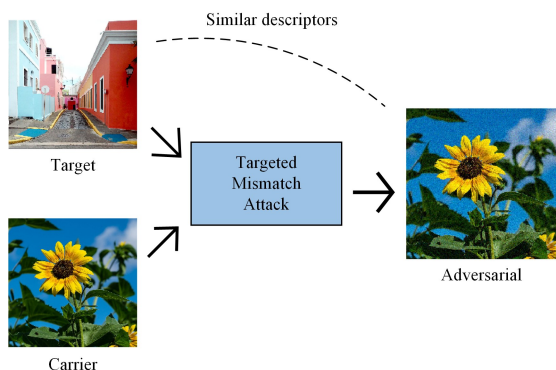 Similar descriptors
Target
Targeted
Mismatch
Attack
Adversarial
Carrier